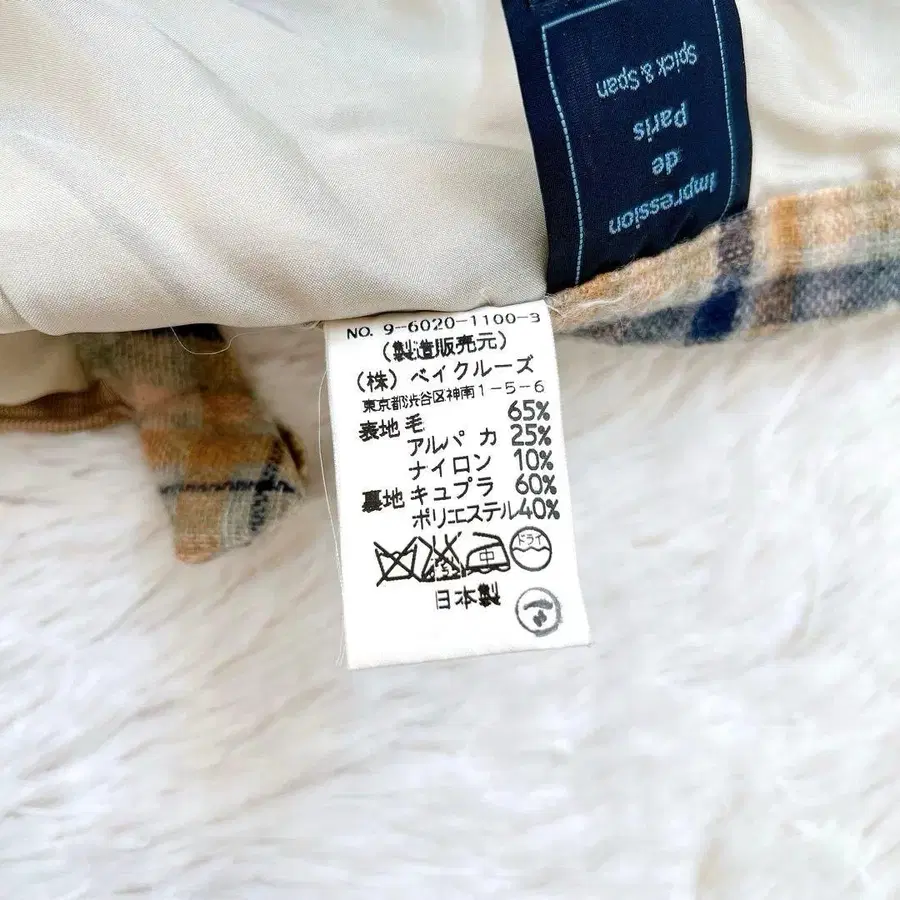 Impression
de
Paris
Spick & Span
NO. 9-6020-1100-3
(製造販売元)
(株) ベイクルーズ
東京都渋谷区神南1-5-6
表地 毛 65%
アルパカ 25%
ナイロン 10%
裏地 キュプラ 60%
ポリエステル 40%
中 ドライ
日本製